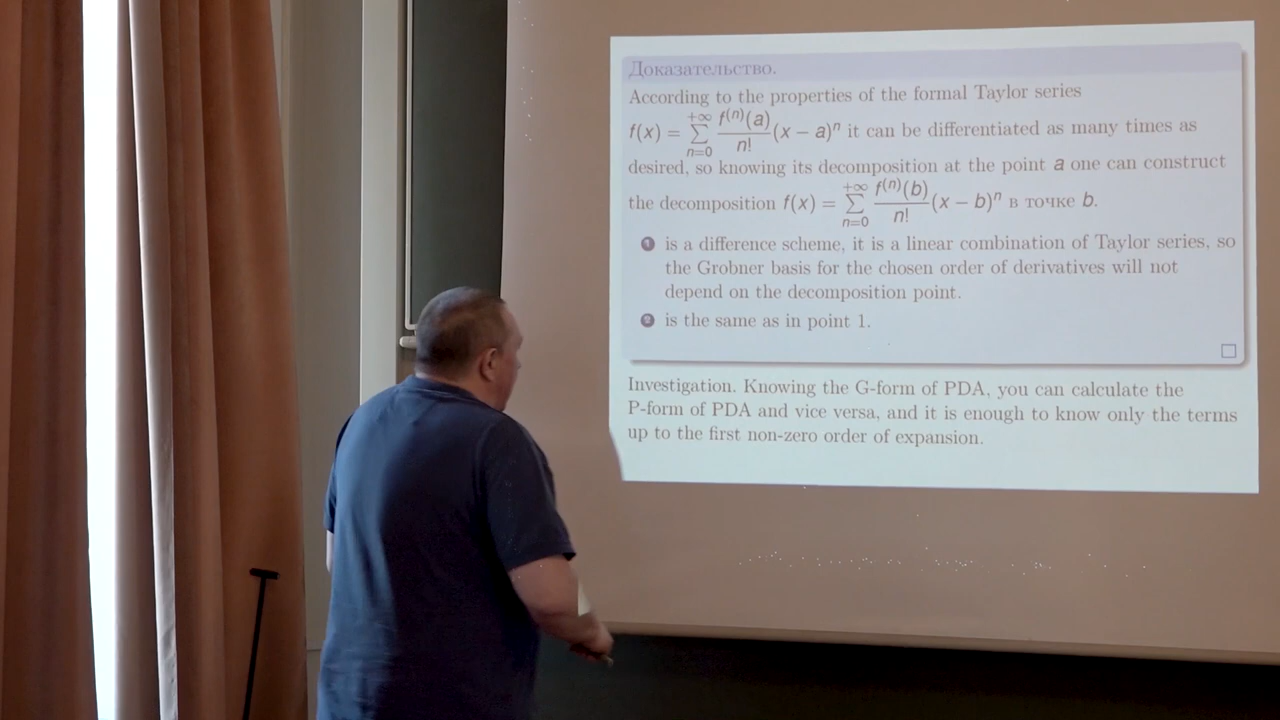 Доказательство.
According to the properties of the formal Taylor series
f(x) = +∞ ∑ n=0 f⁽ⁿ⁾(a) / n! (x − a)ⁿ it can be differentiated as many times as
desired, so knowing its decomposition at the point a one can construct
the decomposition f(x) = +∞ ∑ n=0 f⁽ⁿ⁾(b) / n! (x − b)ⁿ в точке b.
1 is a difference scheme, it is a linear combination of Taylor series, so
the Grobner basis for the chosen order of derivatives will not
depend on the decomposition point.
2 is the same as in point 1.
□
Investigation. Knowing the G-form of PDA, you can calculate the
P-form of PDA and vice versa, and it is enough to know only the terms
up to the first non-zero order of expansion.